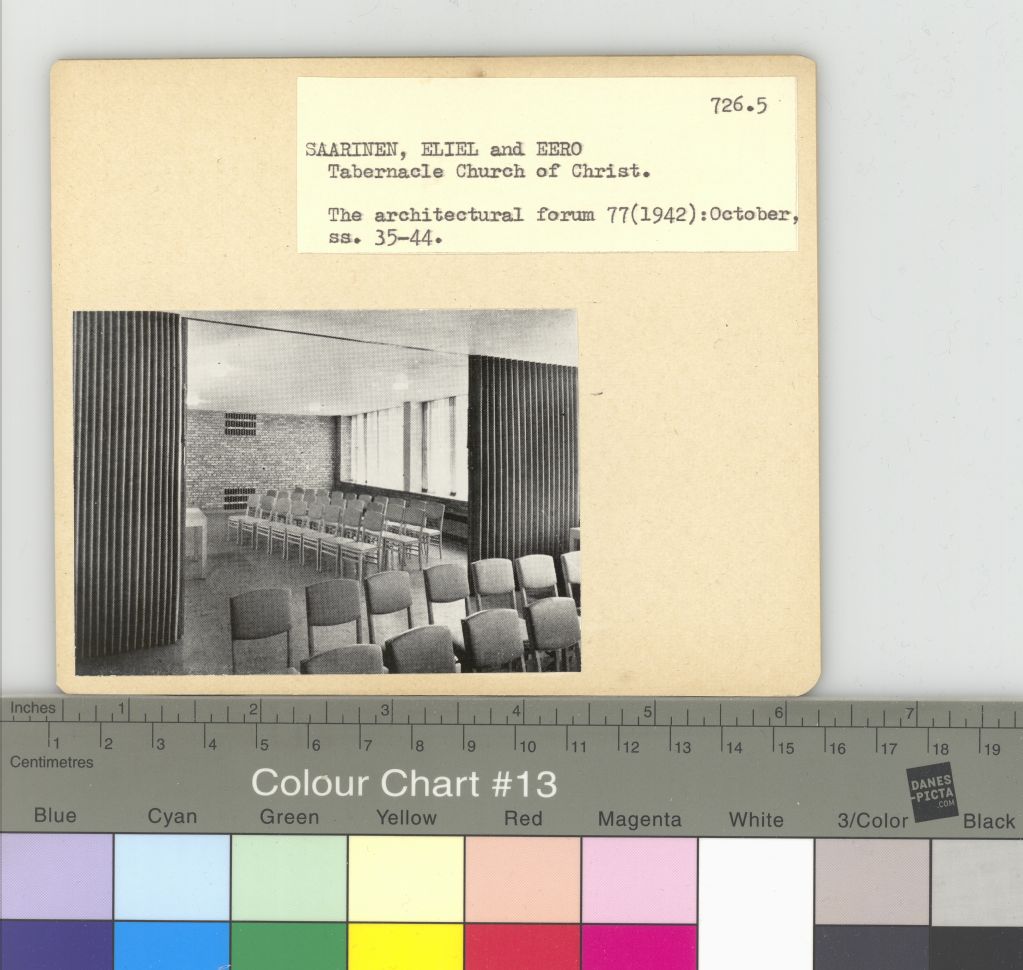 726.5
SAARINEN, ELIEL and EERO
Tabernacle Church of Christ.
The architectural forum 77(1942):October,
ss. 35-44.
Inches 1 2 3 4 5 6 7
1 2 3 4 5 6 7 8 9 10 11 12 13 14 15 16 17 18 19
Centimetres
Colour Chart #13
DANES
-PICTA
.COM
Blue Cyan Green Yellow Red Magenta White 3/Color Black